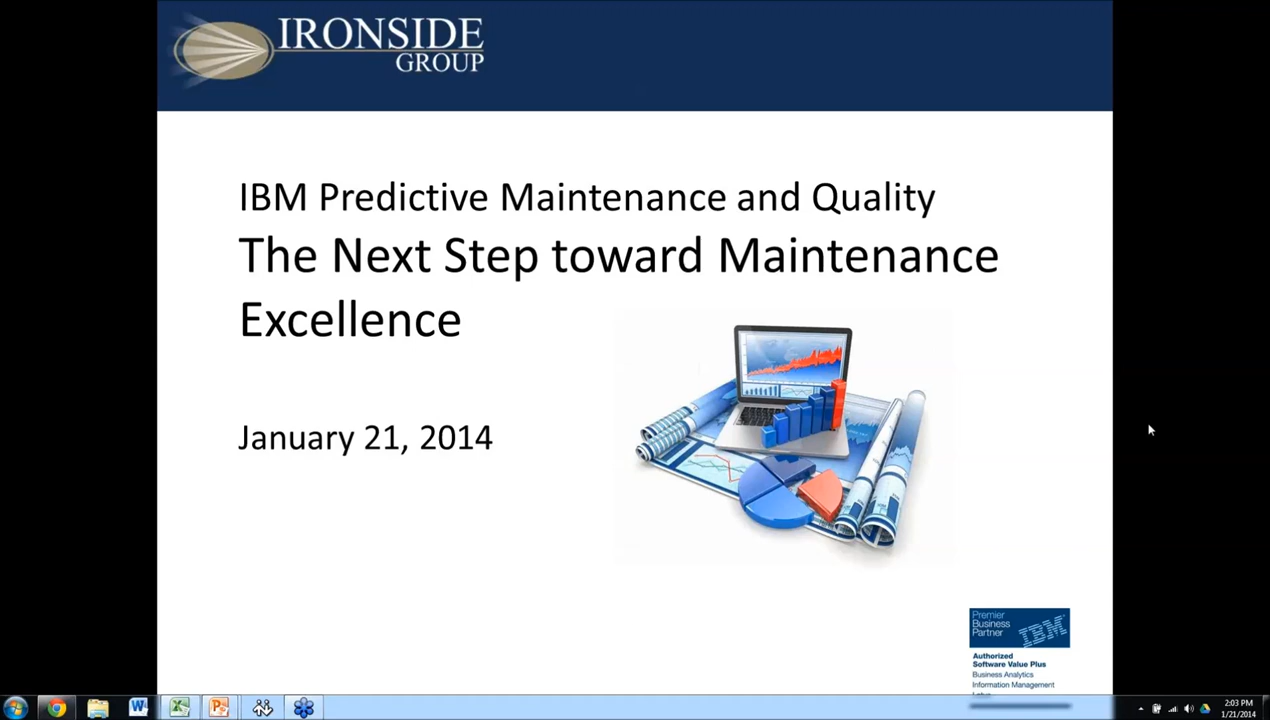 IRONSIDE
GROUP
IBM Predictive Maintenance and Quality
The Next Step toward Maintenance
Excellence
January 21, 2014
Premier
Business
Partner
IBM
Authorized
Software Value Plus
Business Analytics
Information Management
2:03 PM
1/21/2014